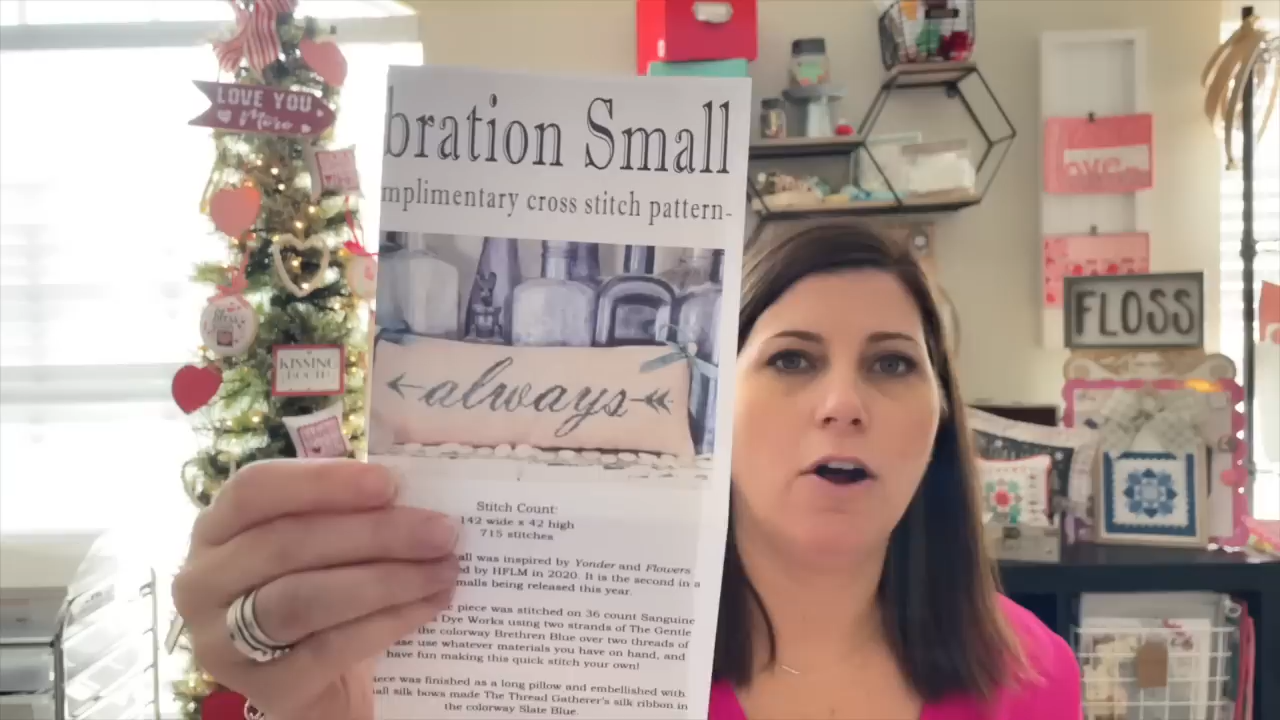 bration Small
mplimentary cross stitch pattern-
always
Stitch Count:
142 wide x 42 high
715 stitches
all was inspired by Yonder and Flowers
ed by HFLM in 2020. It is the second in a
malls being released this year.
piece was stitched on 36 count Sanguine
Dye Works using two strands of The Gentle
the colorway Brethren Blue over two threads of
use whatever materials you have on hand, and
have fun making this quick stitch your own!
iece was finished as a long pillow and embellished with
all silk bows made The Thread Gatherer's silk ribbon in
the colorway Slate Blue.
LOVE YOU
More
KISSING
BOOTH
FLOSS